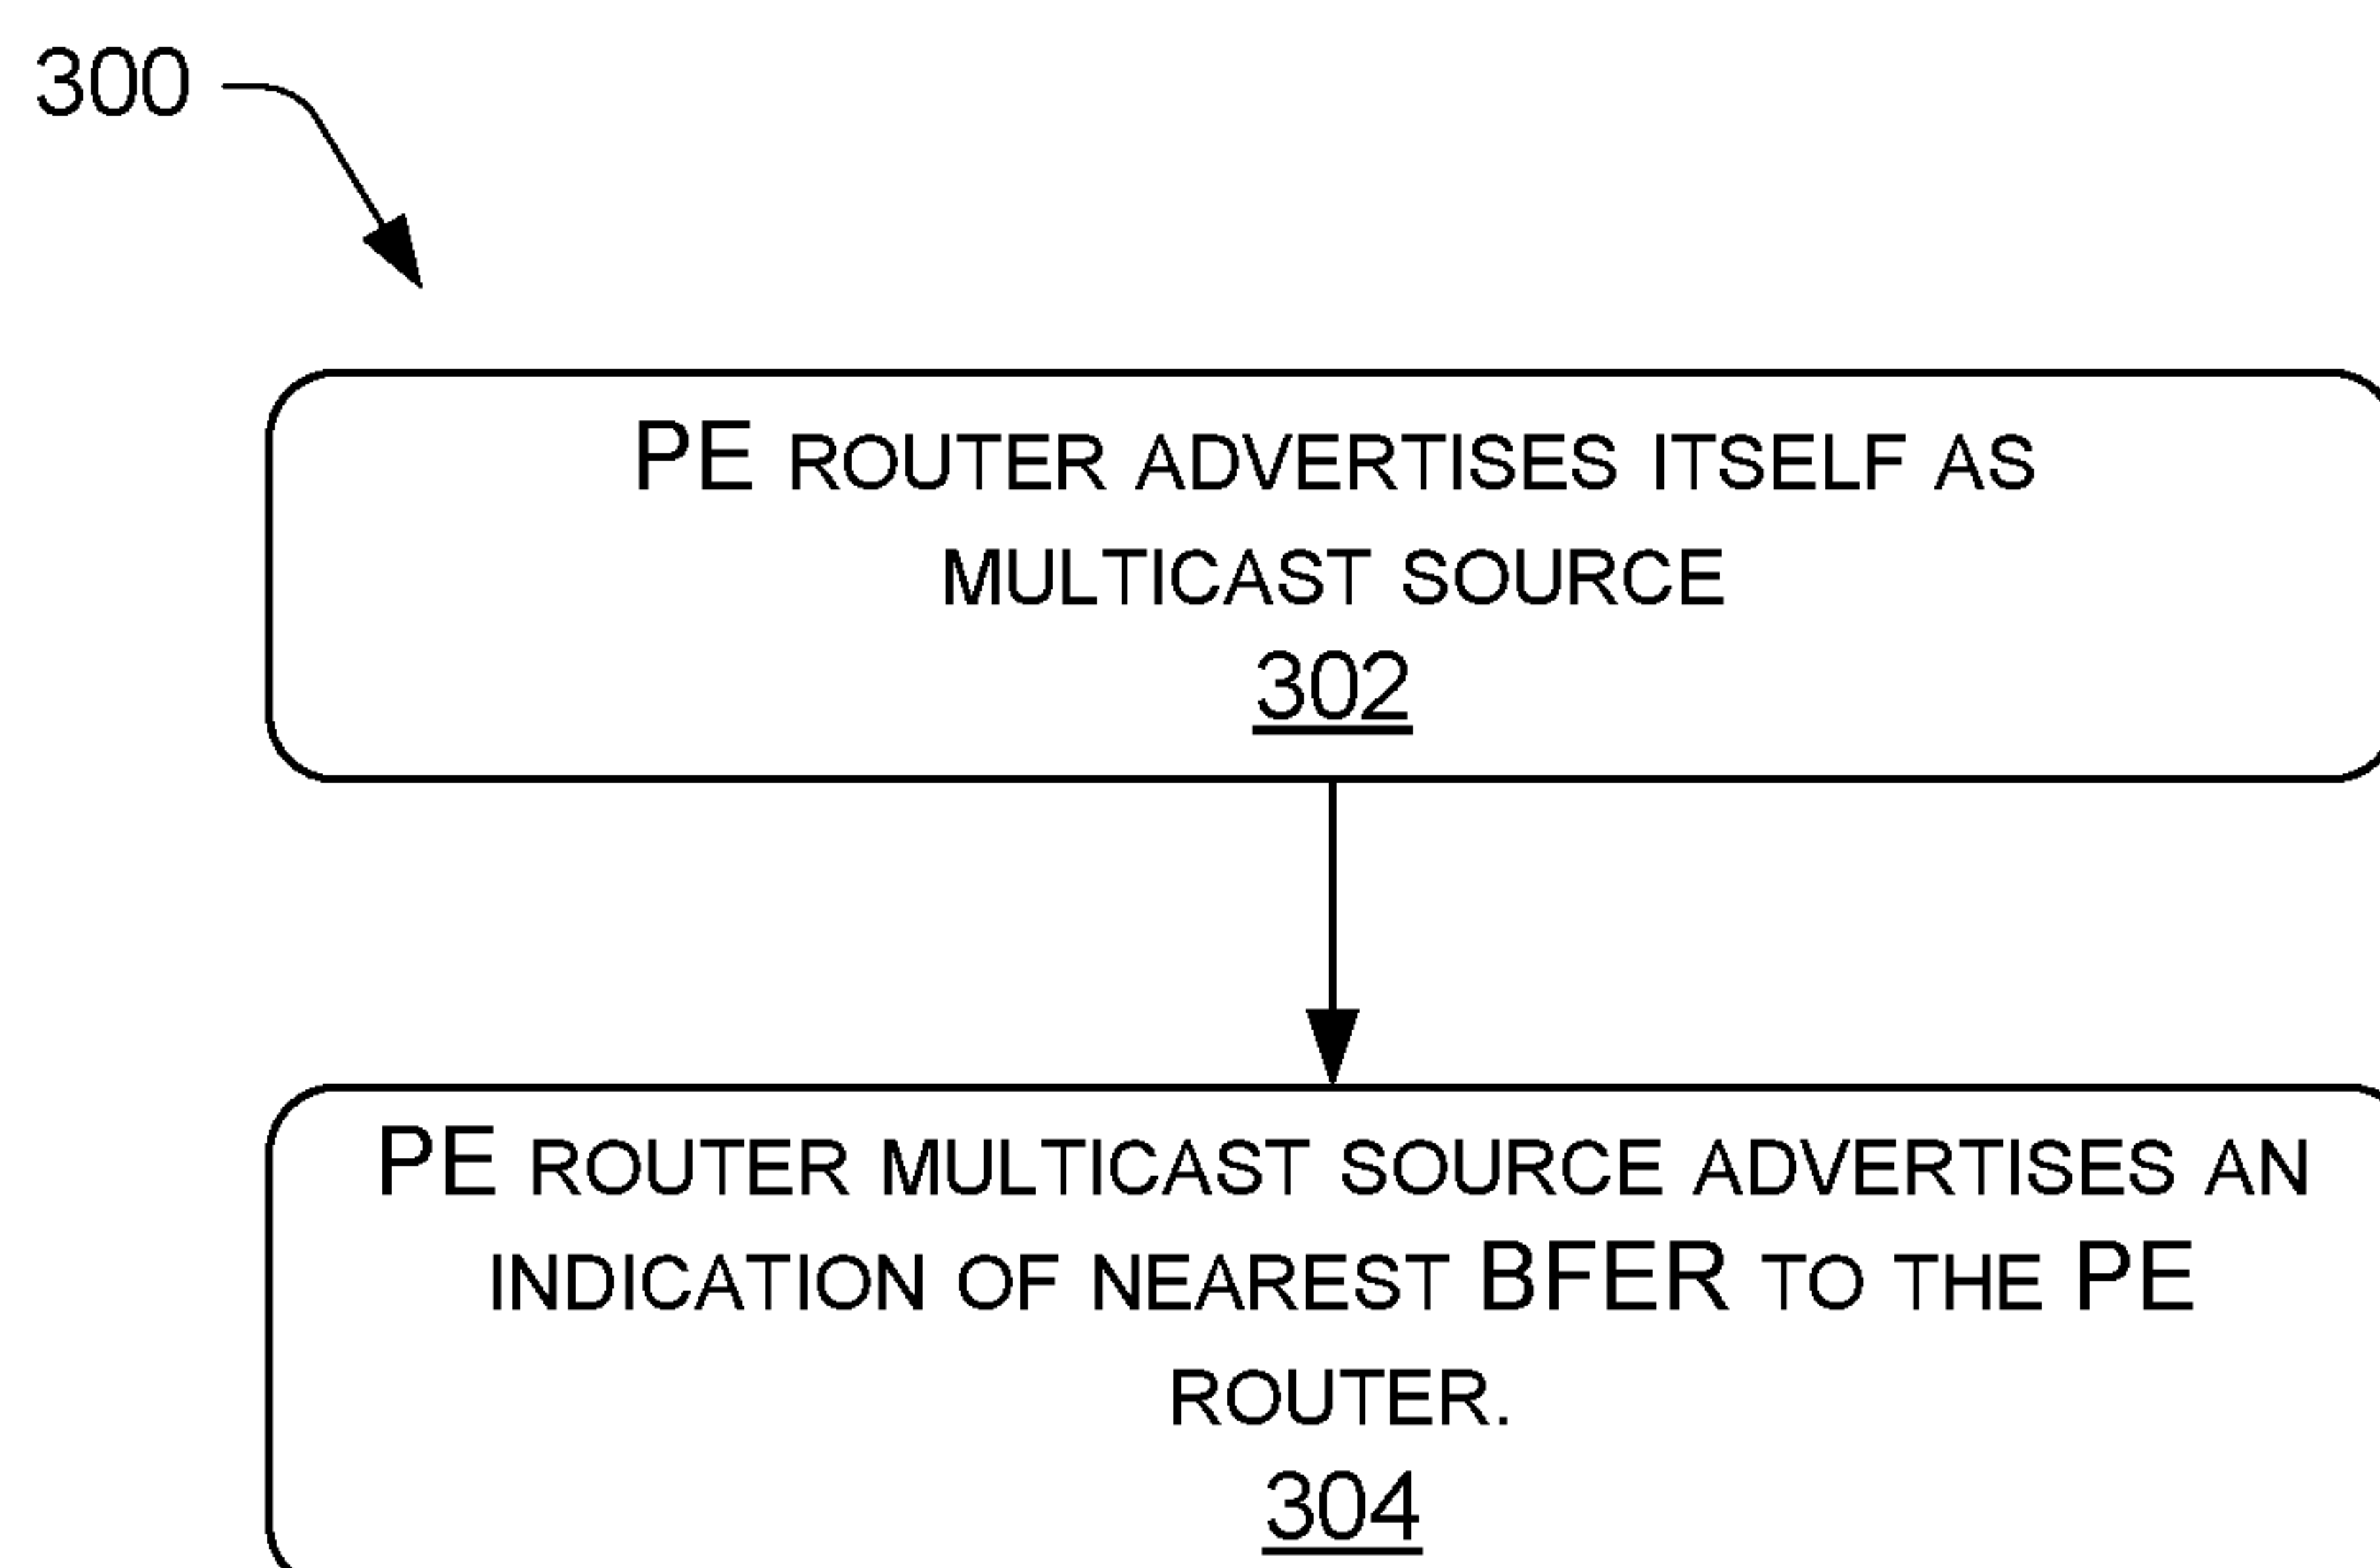 300
PE ROUTER ADVERTISES ITSELF AS
MULTICAST SOURCE
302
PE ROUTER MULTICAST SOURCE ADVERTISES AN
INDICATION OF NEAREST BFER TO THE PE
ROUTER.
304